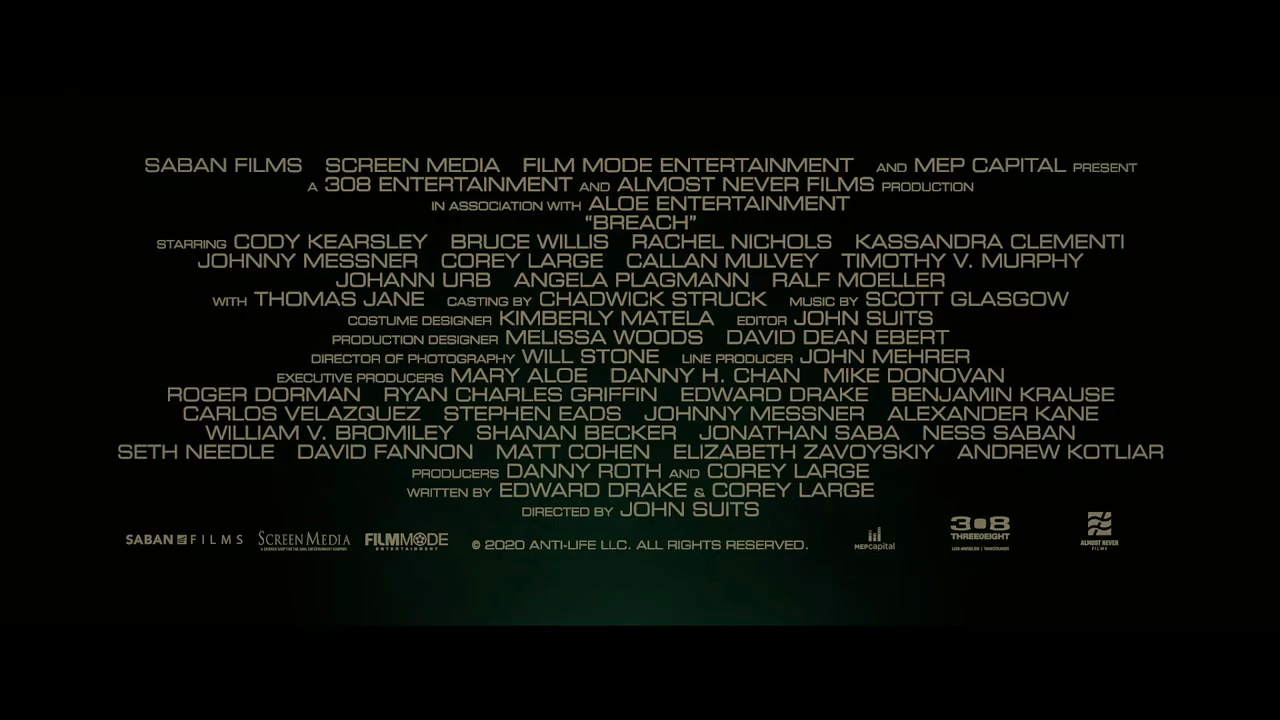 SABAN FILMS SCREEN MEDIA FILM MODE ENTERTAINMENT AND MEP CAPITAL PRESENT
A 308 ENTERTAINMENT AND ALMOST NEVER FILMS PRODUCTION
IN ASSOCIATION WITH ALOE ENTERTAINMENT
“BREACH”
STARRING CODY KEARSLEY BRUCE WILLIS RACHEL NICHOLS KASSANDRA CLEMENTI
JOHNNY MESSNER COREY LARGE CALLAN MULVEY TIMOTHY V. MURPHY
JOHANN URB ANGELA PLAGMANN RALF MOELLER
WITH THOMAS JANE CASTING BY CHADWICK STRUCK MUSIC BY SCOTT GLASGOW
COSTUME DESIGNER KIMBERLY MATELA EDITOR JOHN SUITS
PRODUCTION DESIGNER MELISSA WOODS DAVID DEAN EBERT
DIRECTOR OF PHOTOGRAPHY WILL STONE LINE PRODUCER JOHN MEHRER
EXECUTIVE PRODUCERS MARY ALOE DANNY H. CHAN MIKE DONOVAN
ROGER DORMAN RYAN CHARLES GRIFFIN EDWARD DRAKE BENJAMIN KRAUSE
CARLOS VELAZQUEZ STEPHEN EADS JOHNNY MESSNER ALEXANDER KANE
WILLIAM V. BROMILEY SHANAN BECKER JONATHAN SABA NESS SABAN
SETH NEEDLE DAVID FANNON MATT COHEN ELIZABETH ZAVOYSKIY ANDREW KOTLIAR
PRODUCERS DANNY ROTH AND COREY LARGE
WRITTEN BY EDWARD DRAKE & COREY LARGE
DIRECTED BY JOHN SUITS
SABAN FILMS SCREEN MEDIA FILMMODE ENTERTAINMENT © 2020 ANTI-LIFE LLC. ALL RIGHTS RESERVED. MEPcapital 308 THREE0EIGHT LOS ANGELES | VANCOUVER ALMOST NEVER FILMS